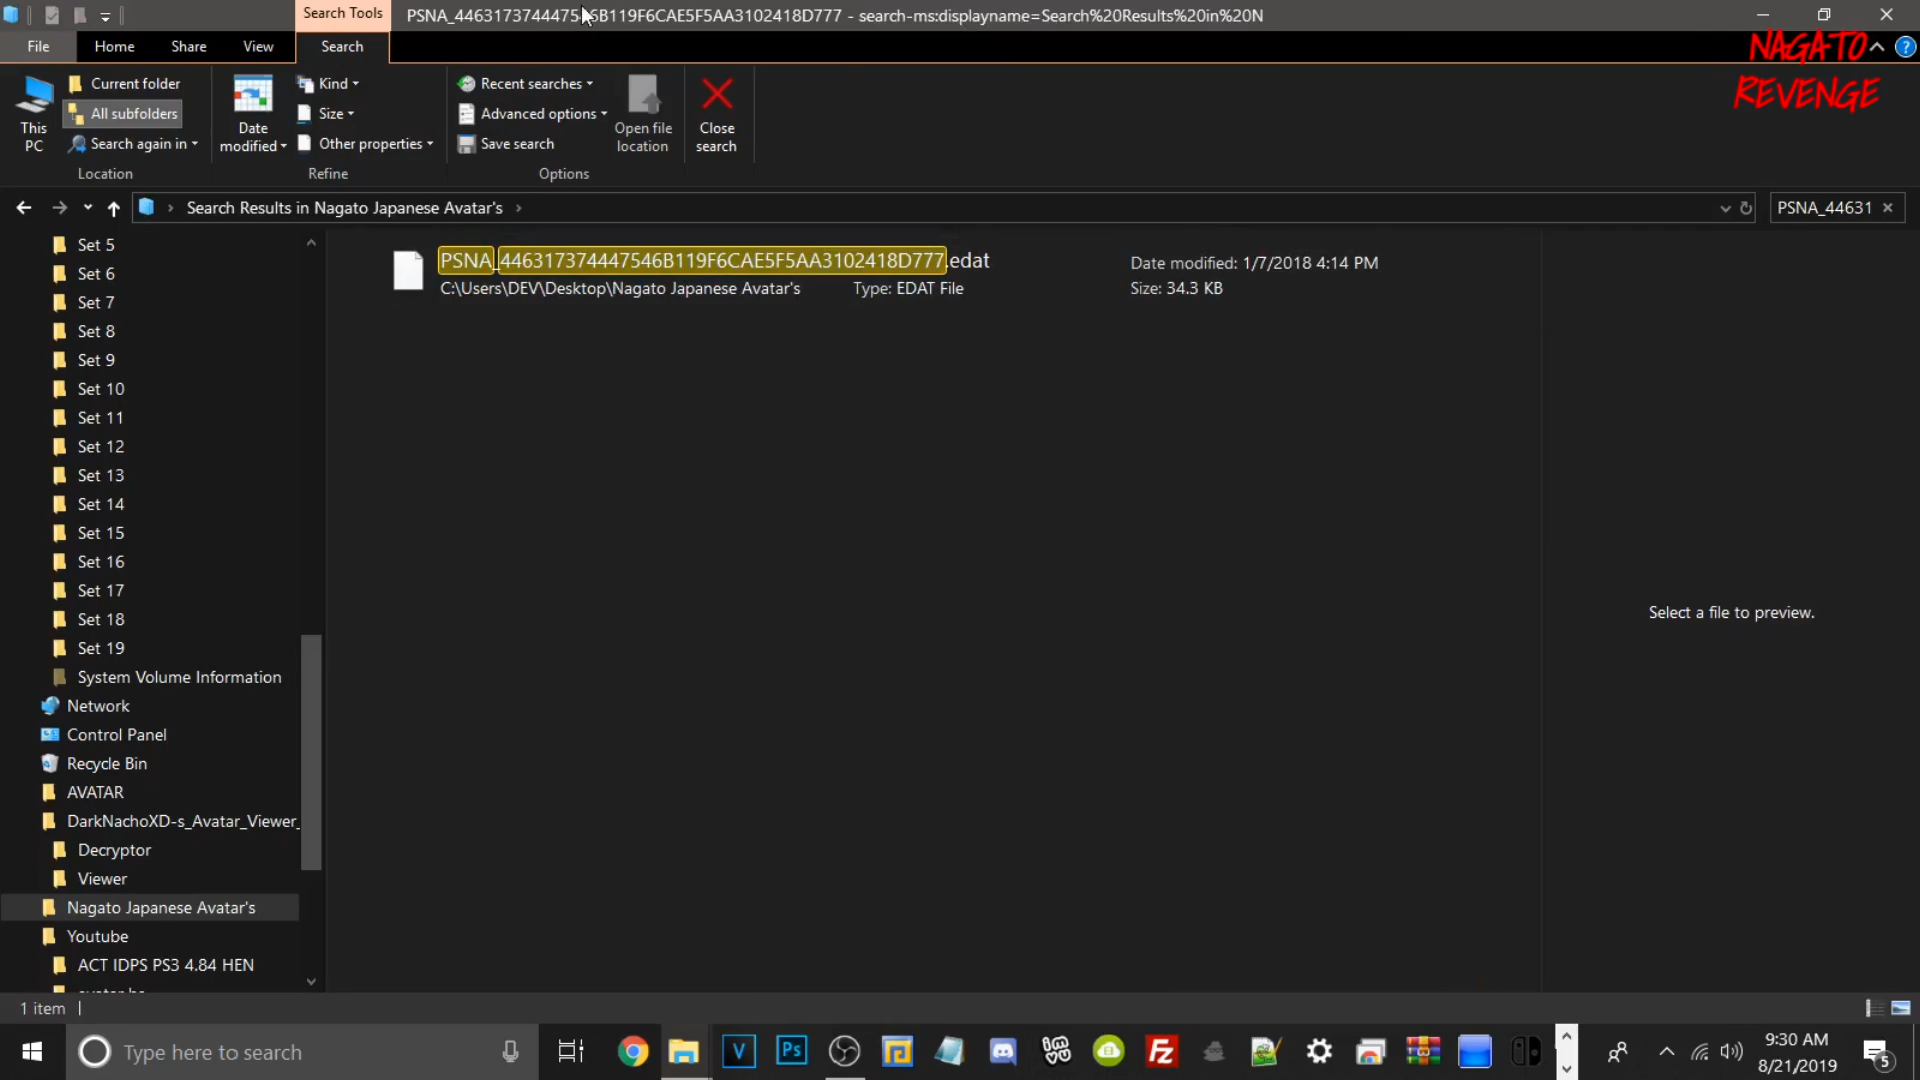 Search Tools
PSNA_446317374447546B119F6CAE5F5AA3102418D777 - search-ms:displayname=Search%20Results%20in%20N
File
Home
Share
View
Search
NAGATO
REVENGE
This PC
Current folder
All subfolders
Search again in
Location
Date modified
Kind
Size
Other properties
Refine
Recent searches
Advanced options
Save search
Options
Open file location
Close search
Search Results in Nagato Japanese Avatar's
PSNA_44631
Set 5
Set 6
Set 7
Set 8
Set 9
Set 10
Set 11
Set 12
Set 13
Set 14
Set 15
Set 16
Set 17
Set 18
Set 19
System Volume Information
Network
Control Panel
Recycle Bin
AVATAR
DarkNachoXD-s_Avatar_Viewer_
Decryptor
Viewer
Nagato Japanese Avatar's
Youtube
ACT IDPS PS3 4.84 HEN
PSNA_446317374447546B119F6CAE5F5AA3102418D777.edat
C:\Users\DEV\Desktop\Nagato Japanese Avatar's
Type: EDAT File
Date modified: 1/7/2018 4:14 PM
Size: 34.3 KB
Select a file to preview.
1 item
Type here to search
V
Ps
Fz
9:30 AM
8/21/2019
5